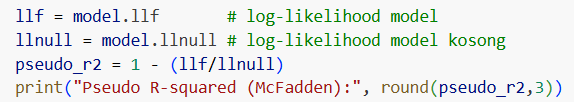 llf = model.llf       # log-likelihood model
llnull = model.llnull # log-likelihood model kosong
pseudo_r2 = 1 - (llf/llnull)
print("Pseudo R-squared (McFadden):", round(pseudo_r2,3))